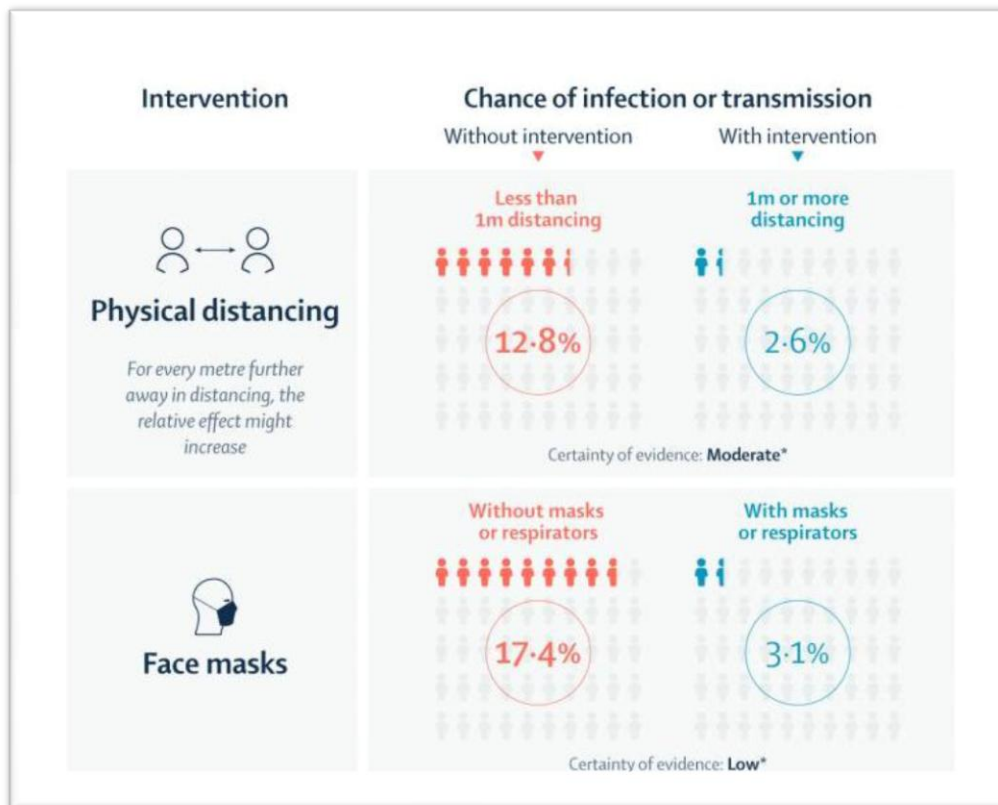 Intervention
Chance of infection or transmission
Without intervention
With intervention
Physical distancing
For every metre further
away in distancing, the
relative effect might
increase
Less than
1m distancing
1m or more
distancing
12·8%
2·6%
Certainty of evidence: Moderate*
Face masks
Without masks
or respirators
With masks
or respirators
17·4%
3·1%
Certainty of evidence: Low*